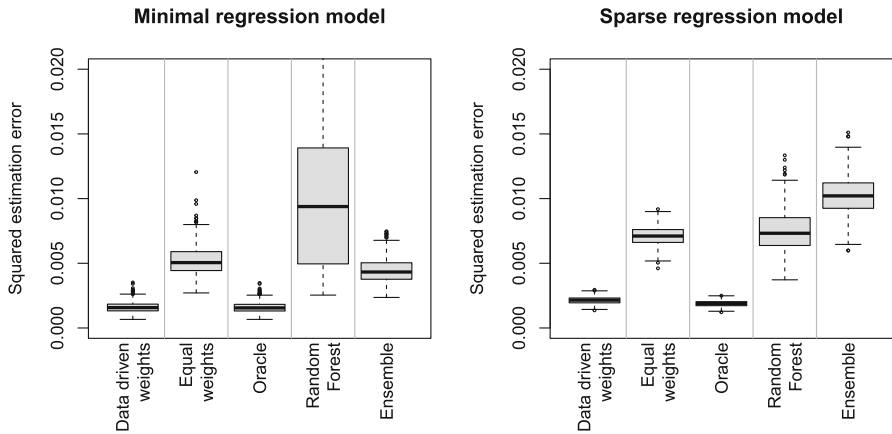 Minimal regression model
Squared estimation error
0.020
0.015
0.010
0.005
0.000
Data driven
weights
Equal
weights
Oracle
Random
Forest
Ensemble
Sparse regression model
Squared estimation error
0.020
0.015
0.010
0.005
0.000
Data driven
weights
Equal
weights
Oracle
Random
Forest
Ensemble